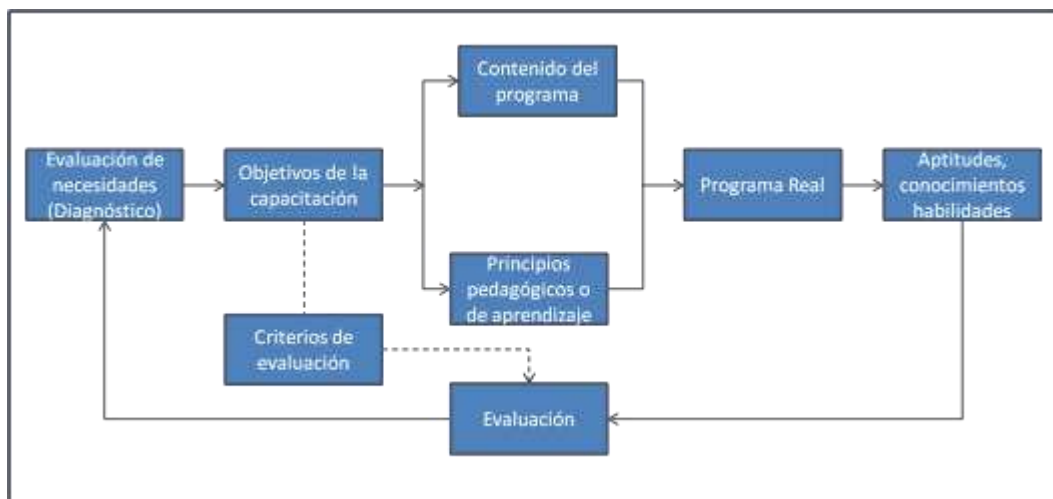 Contenido del
programa
Evaluación de
necesidades
(Diagnóstico)
Objetivos de la
capacitación
Programa Real
Aptitudes,
conocimientos
habilidades
Principios
pedagógicos o
de aprendizaje
Criterios de
evaluación
Evaluación